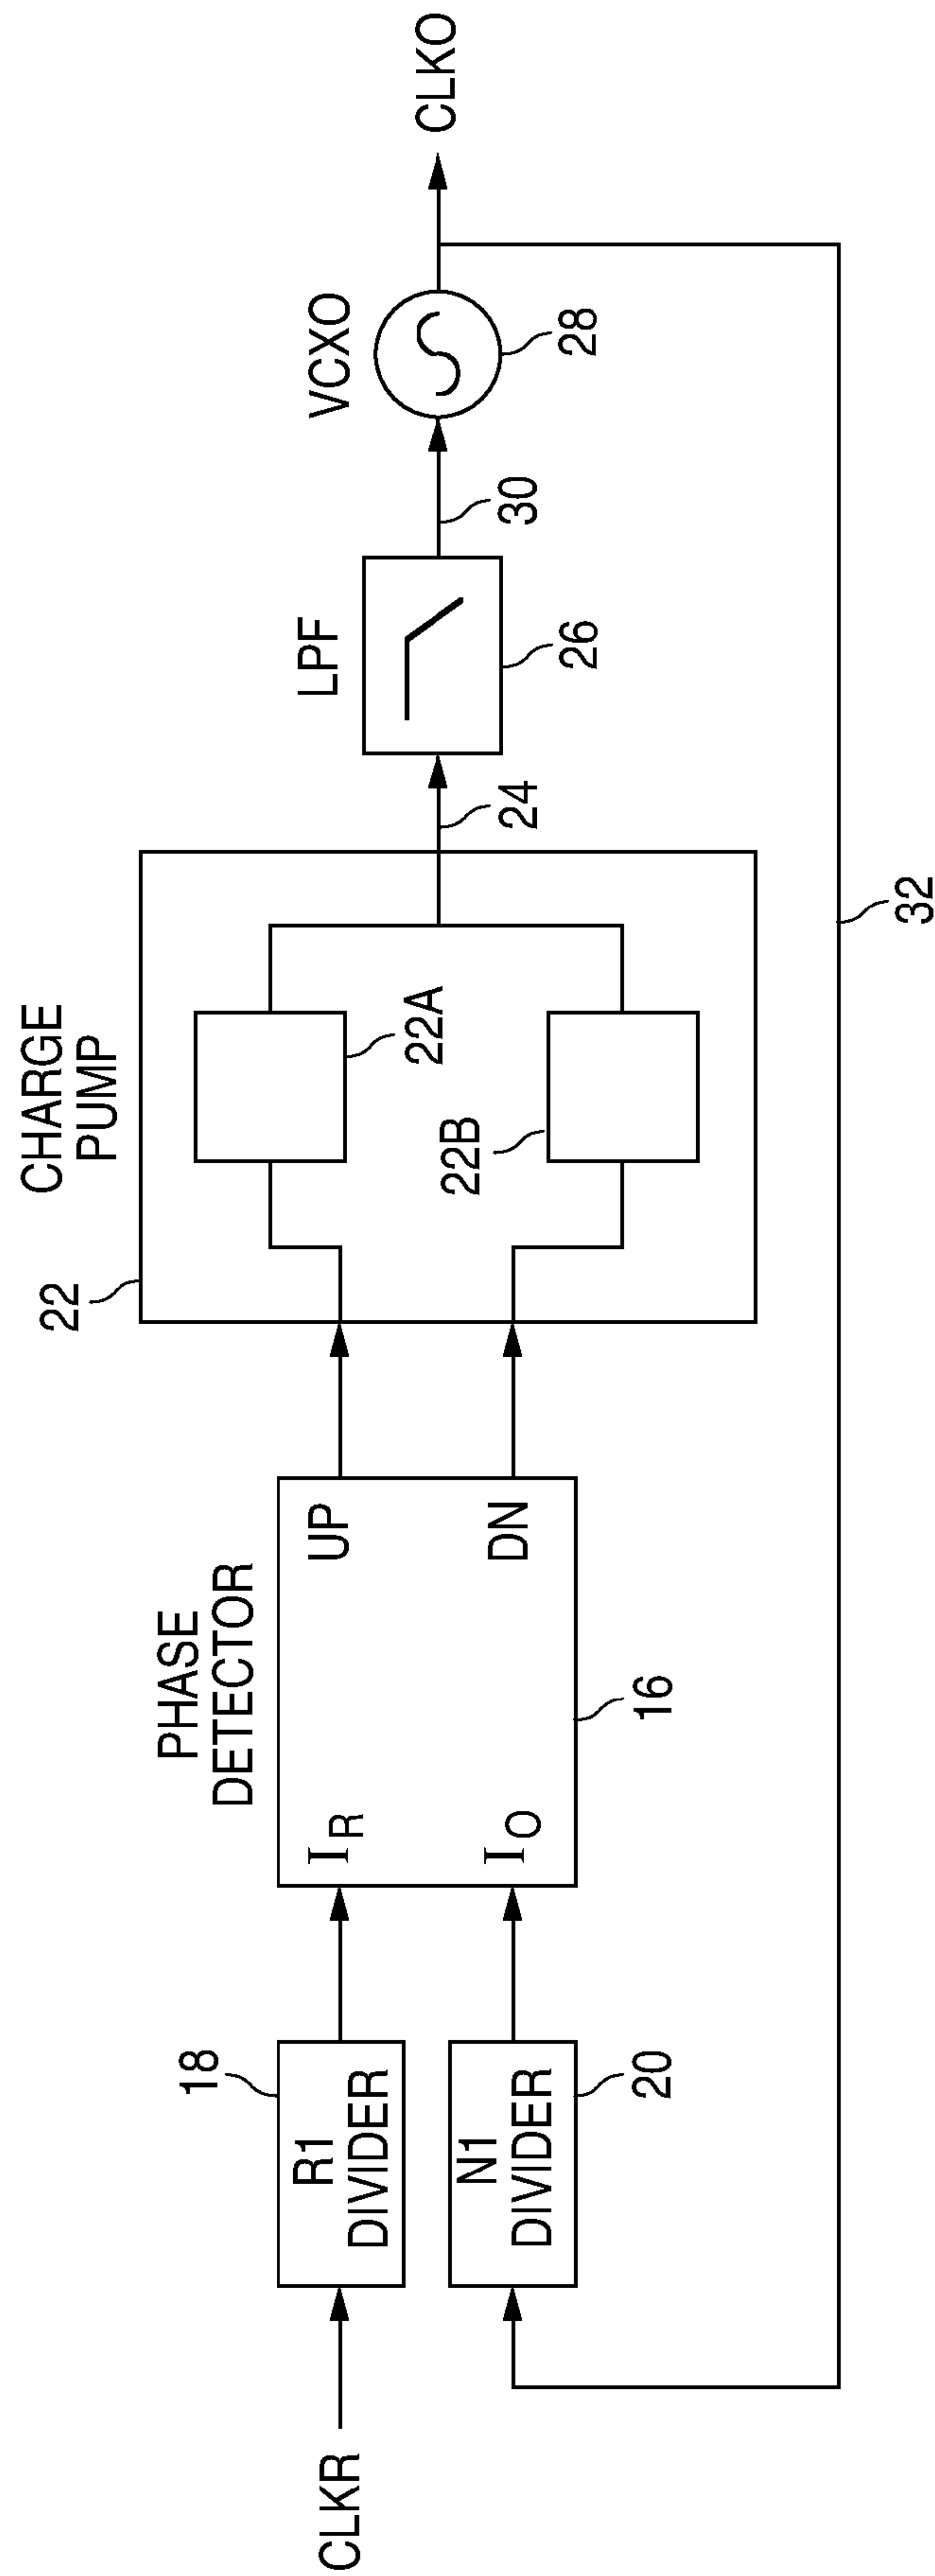 CLKR
18
R1
DIVIDER
N1
DIVIDER
20
PHASE
DETECTOR
IR
UP
IO
DN
16
CHARGE
PUMP
22
22A
22B
24
LPF
26
30
VCXO
28
CLKO
32